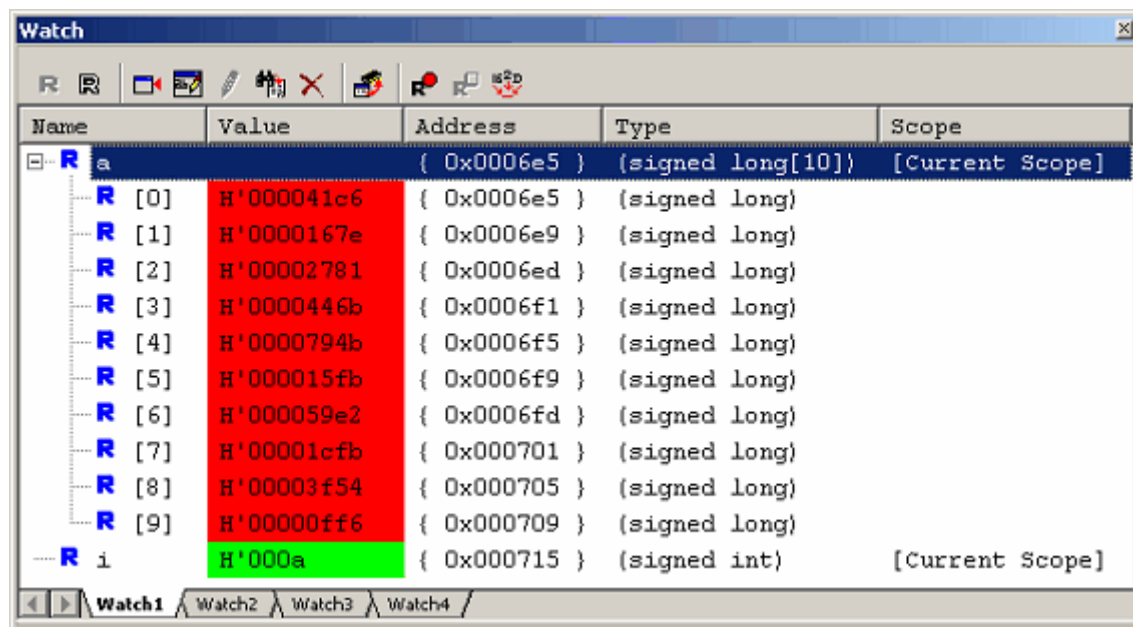 Watch
Name Value Address Type Scope
R a { 0x0006e5 } (signed long[10]) [Current Scope]
R [0] H'000041c6 { 0x0006e5 } (signed long)
R [1] H'0000167e { 0x0006e9 } (signed long)
R [2] H'00002781 { 0x0006ed } (signed long)
R [3] H'0000446b { 0x0006f1 } (signed long)
R [4] H'0000794b { 0x0006f5 } (signed long)
R [5] H'000015fb { 0x0006f9 } (signed long)
R [6] H'000059e2 { 0x0006fd } (signed long)
R [7] H'00001cfb { 0x000701 } (signed long)
R [8] H'00003f54 { 0x000705 } (signed long)
R [9] H'00000ff6 { 0x000709 } (signed long)
R i H'000a { 0x000715 } (signed int) [Current Scope]
Watch1 Watch2 Watch3 Watch4